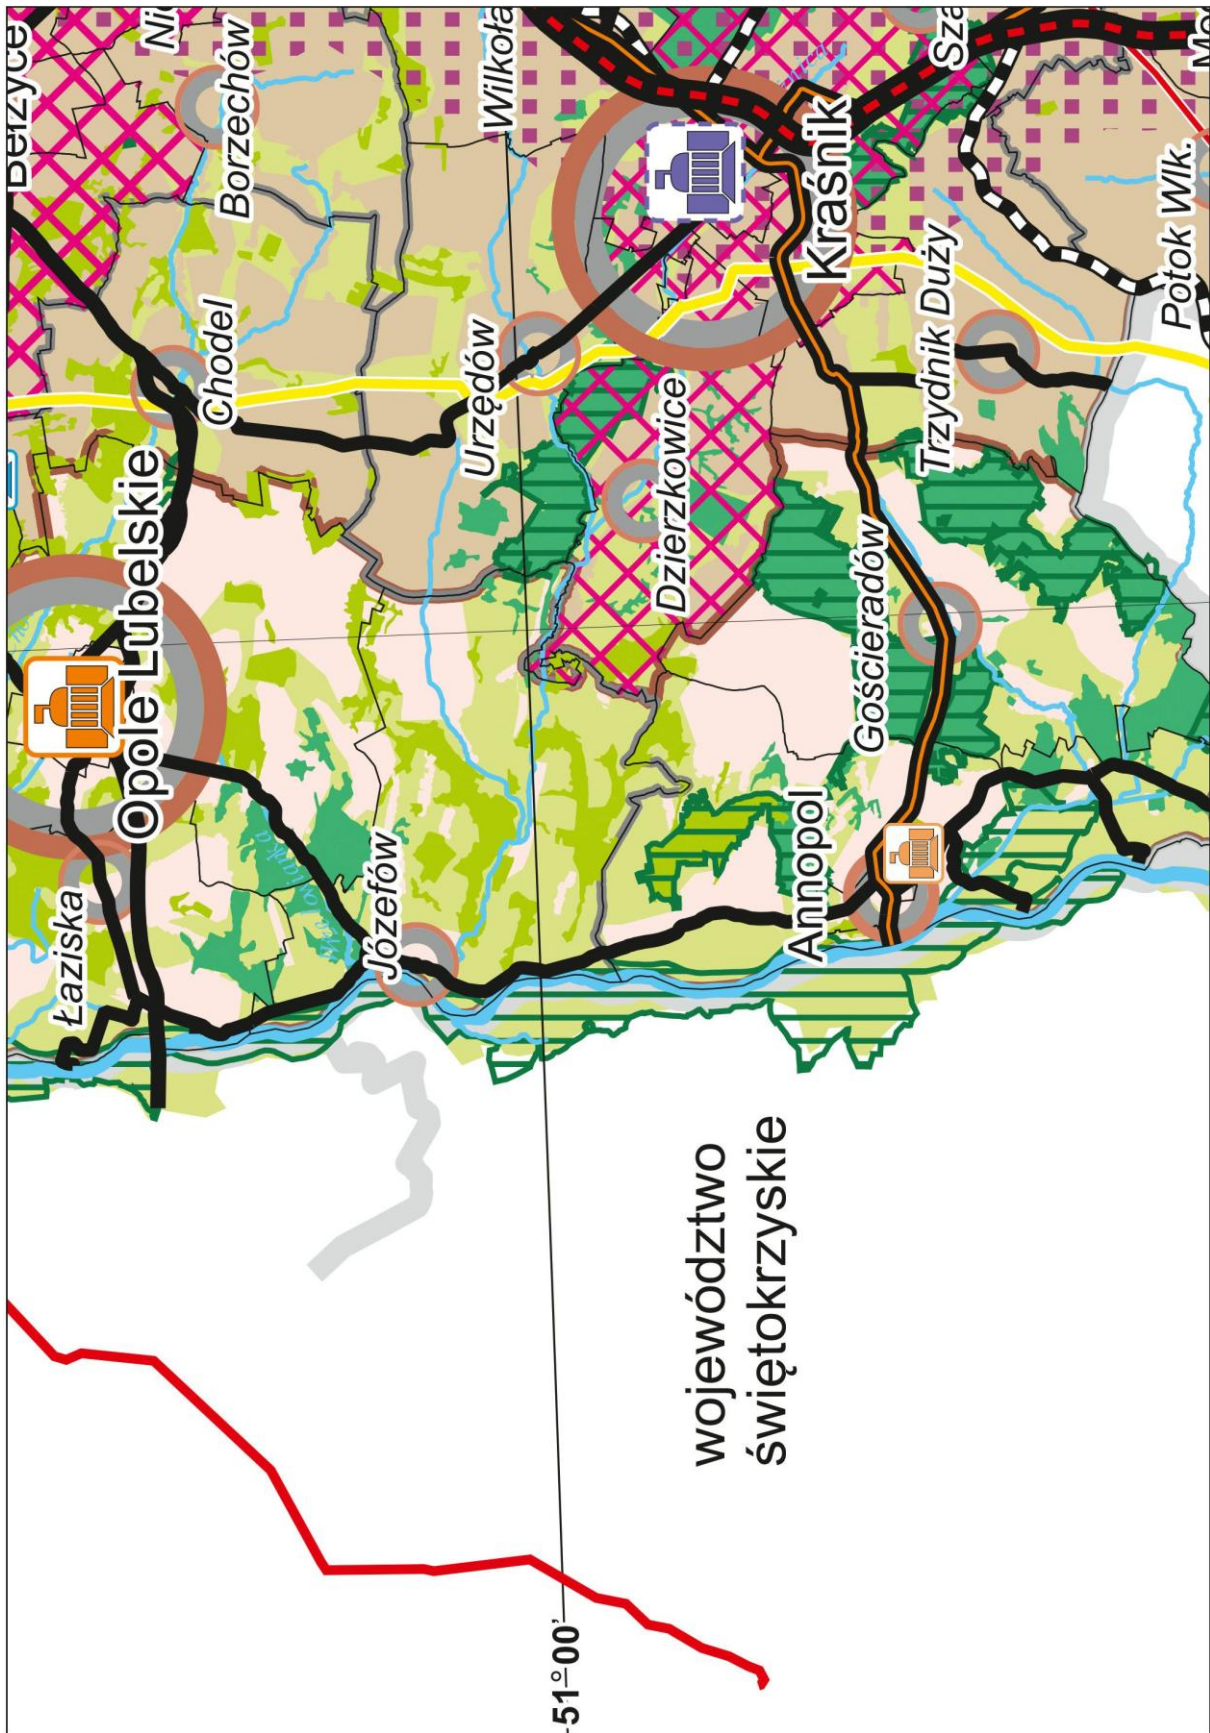 Bełżyce
Borzechów
Wilkoła
Chodel
Urzędów
Kraśnik
Trzydnik Duży
Potok Wlk.
Opole Lubelskie
Dzierzkowice
Gościeradów
Łaziska
Józefów
Annopol
województwo
świętokrzyskie
51°00'